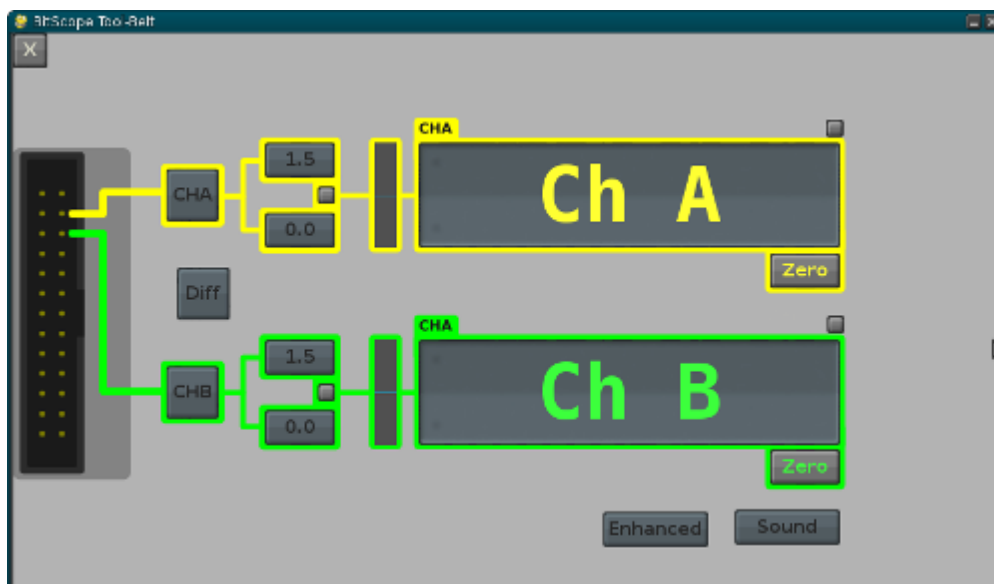 BitScope Tool-Belt
X
CHA
1.5
CHA
Ch A
0.0
Zero
Diff
CHA
1.5
CHB
Ch B
0.0
Zero
Enhanced
Sound